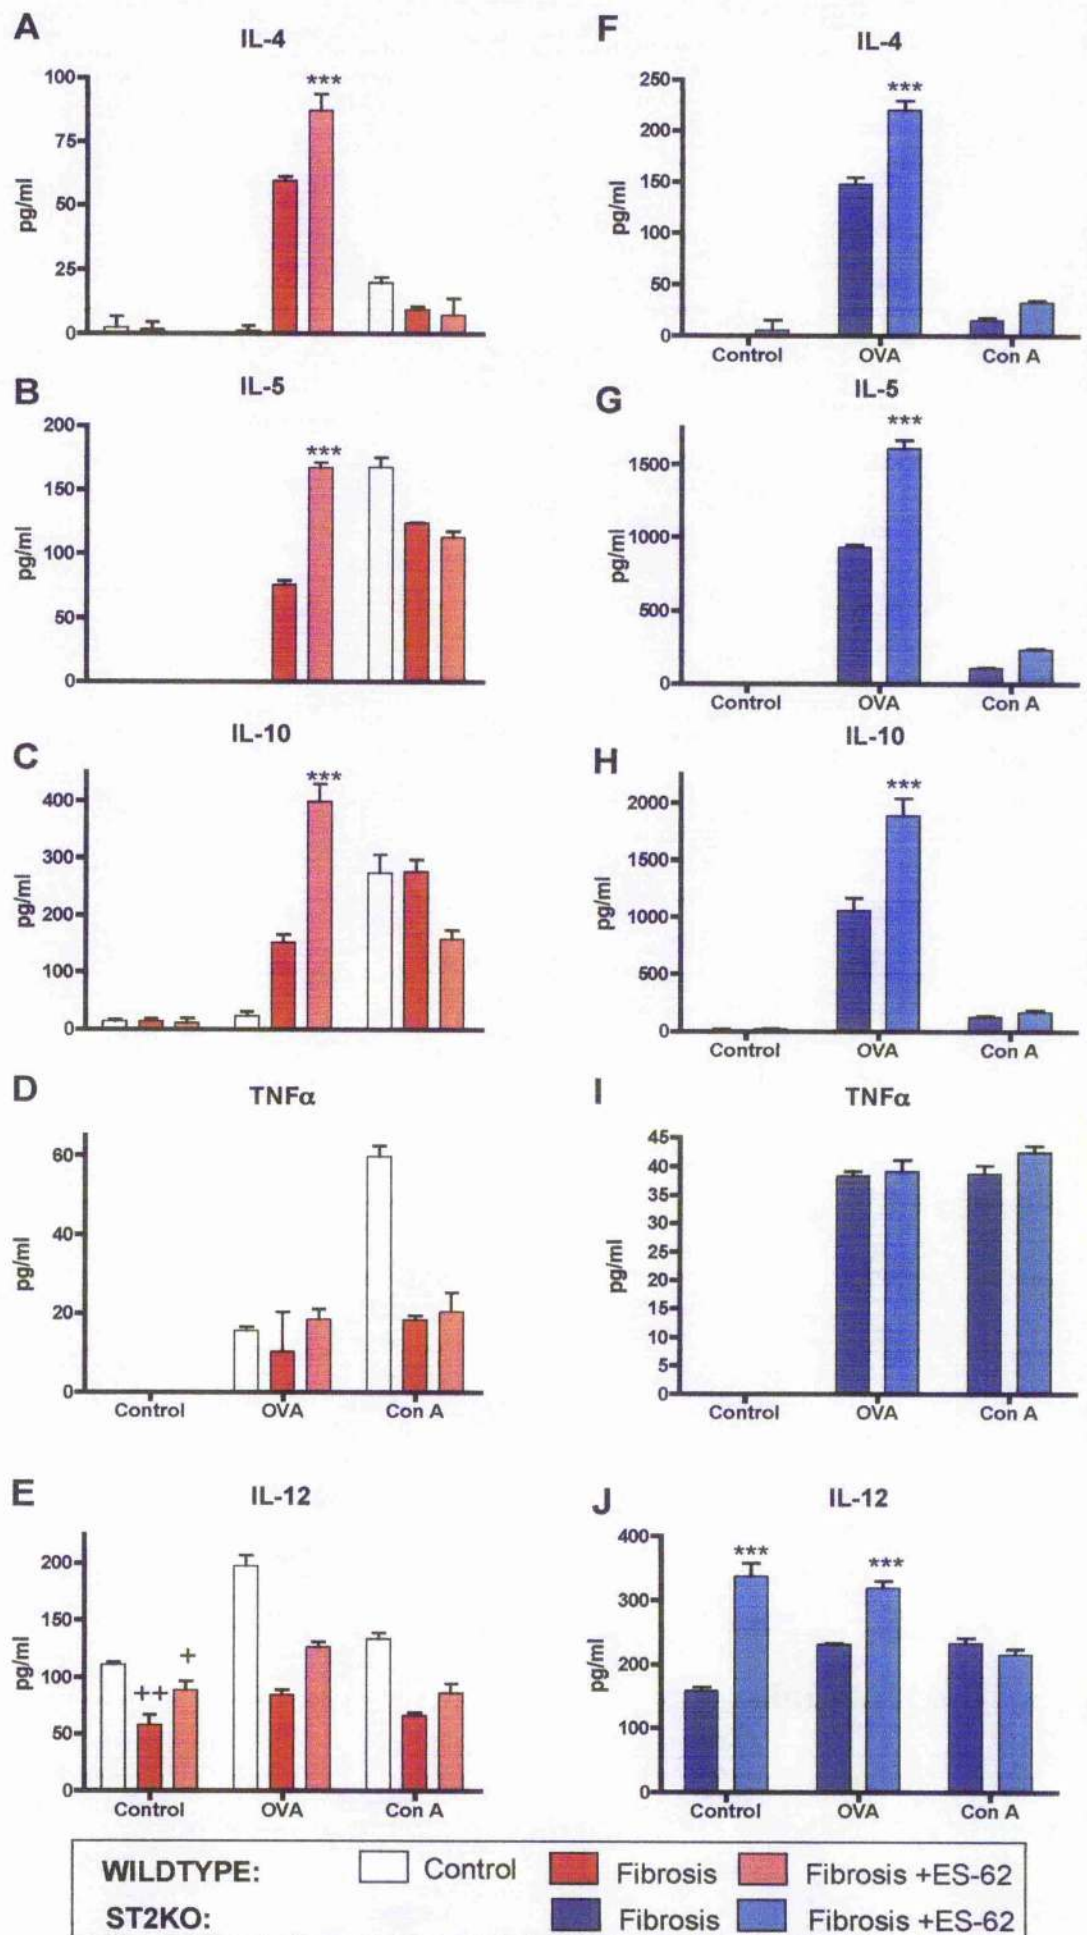 A
IL-4
100
***
75
50
25
0
pg/ml
F
IL-4
250
***
200
150
100
50
0
pg/ml
Control OVA Con A
B
IL-5
200
***
150
100
50
0
pg/ml
G
IL-5
***
1500
1000
500
0
pg/ml
Control OVA Con A
C
IL-10
***
400
300
200
100
0
pg/ml
H
IL-10
***
2000
1500
1000
500
0
pg/ml
Control OVA Con A
D
TNFα
60
40
20
0
pg/ml
Control OVA Con A
I
TNFα
45
40
35
30
25
20
15
10
5
0
pg/ml
Control OVA Con A
E
IL-12
200
150
100
50
0
pg/ml
++
+
Control OVA Con A
J
IL-12
400
***
***
300
200
100
0
pg/ml
Control OVA Con A
WILDTYPE: Control Fibrosis Fibrosis +ES-62
ST2KO: Fibrosis Fibrosis +ES-62